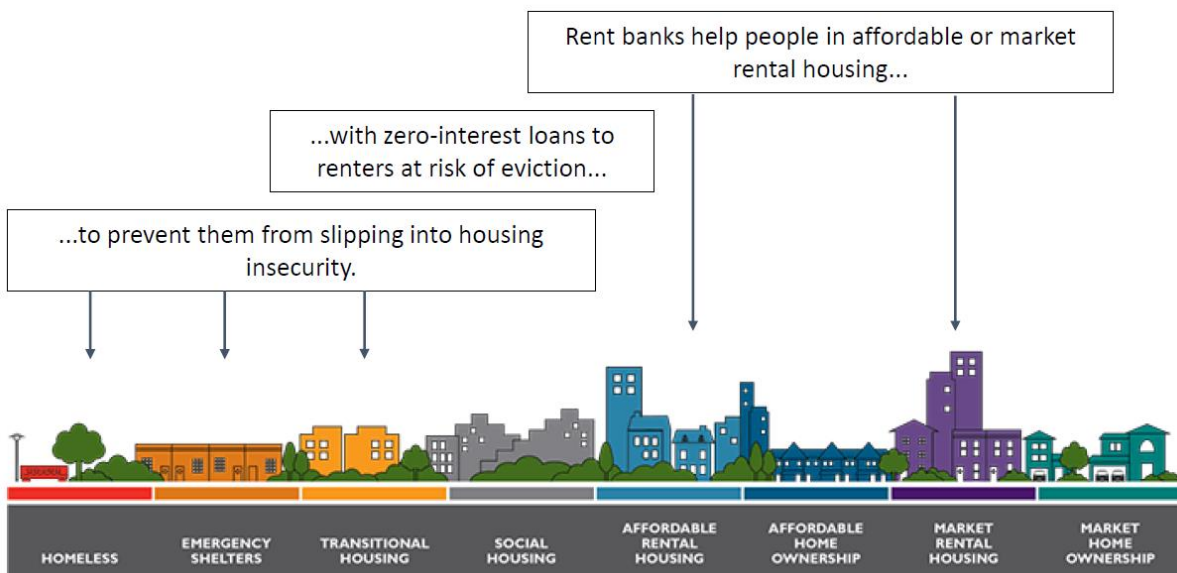 Rent banks help people in affordable or market
rental housing...
...with zero-interest loans to
renters at risk of eviction...
...to prevent them from slipping into housing
insecurity.
HOMELESS
EMERGENCY
SHELTERS
TRANSITIONAL
HOUSING
SOCIAL
HOUSING
AFFORDABLE
RENTAL
HOUSING
AFFORDABLE
HOME
OWNERSHIP
MARKET
RENTAL
HOUSING
MARKET
HOME
OWNERSHIP